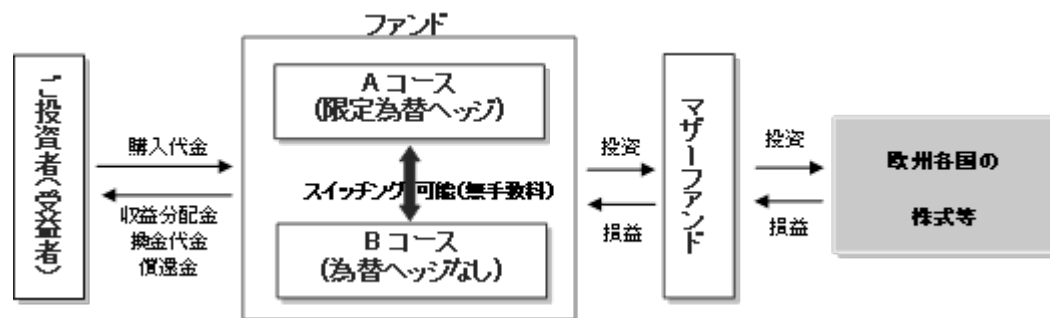 ファンド
ご投資者(受益者)
購入代金
収益分配金
換金代金
償還金
Aコース
(限定為替ヘッジ)
スイッチング可能(無手数料)
Bコース
(為替ヘッジなし)
投資
損益
マザーファンド
投資
損益
欧州各国の
株式等